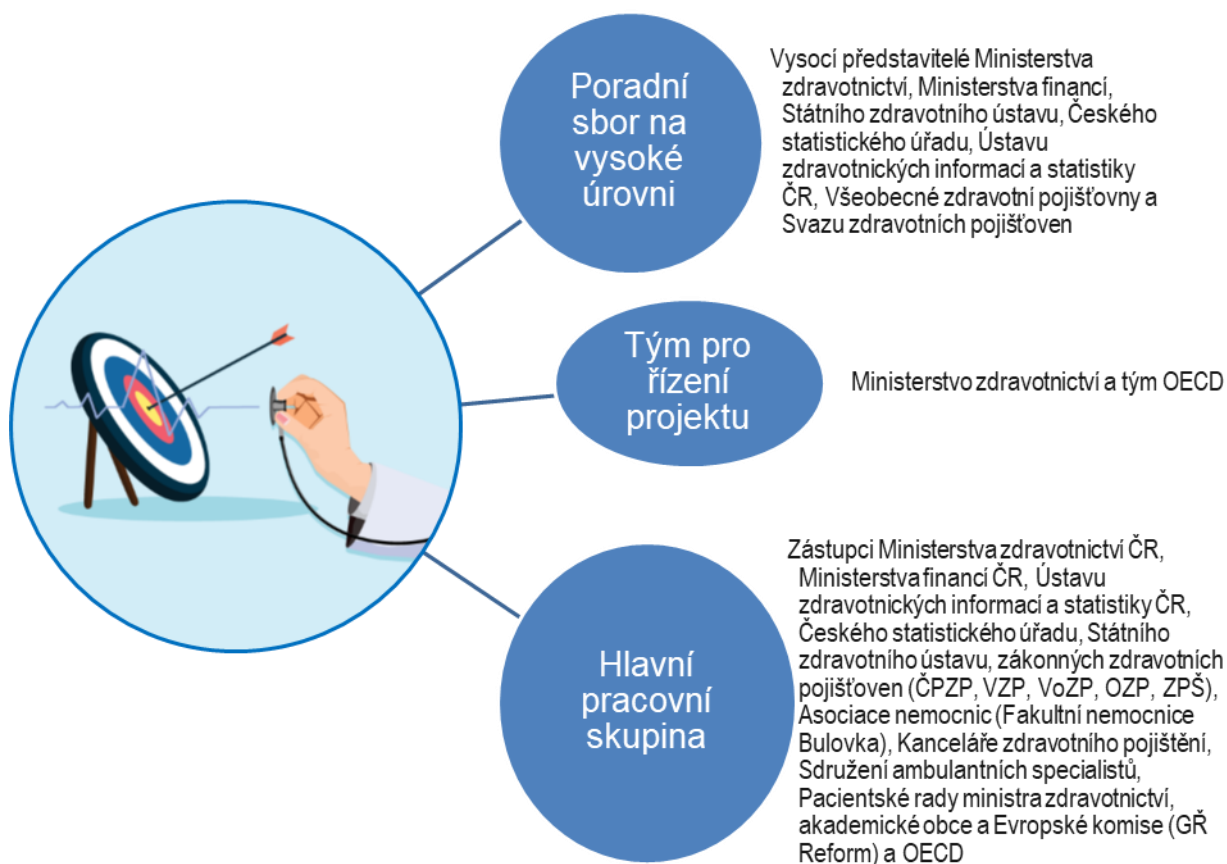 Poradní
sbor na
vysoké
úrovni
Vysocí představitelé Ministerstva
zdravotnictví, Ministerstva financí,
Státního zdravotního ústavu, Českého
statistického úřadu, Ústavu
zdravotnických informací a statistiky
ČR, Všeobecné zdravotní pojišťovny a
Svazu zdravotních pojišťoven
Tým pro
řízení
projektu
Ministerstvo zdravotnictví a tým OECD
Hlavní
pracovní
skupina
Zástupci Ministerstva zdravotnictví ČR,
Ministerstva financí ČR, Ústavu
zdravotnických informací a statistiky ČR,
Českého statistického úřadu, Státního
zdravotního ústavu, zákonných zdravotních
pojišťoven (ČPZP, VZP, VoZP, OZP, ZPŠ),
Asociace nemocnic (Fakultní nemocnice
Bulovka), Kanceláře zdravotního pojištění,
Sdružení ambulantních specialistů,
Pacientské rady ministra zdravotnictví,
akademické obce a Evropské komise (GŘ
Reform) a OECD